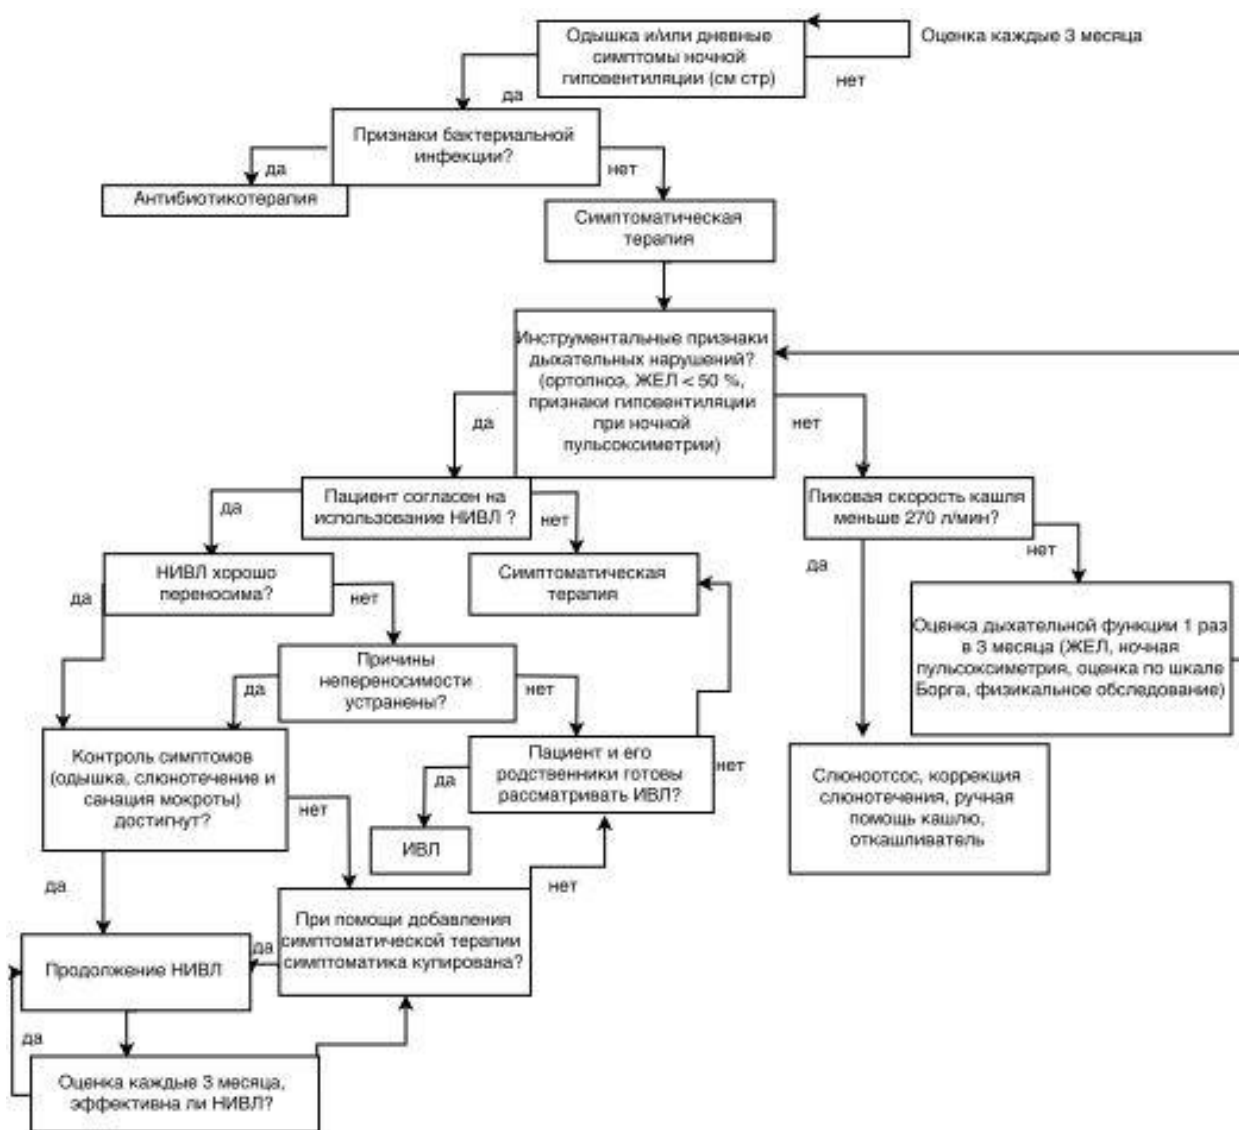 Одышка и/или дневные
симптомы ночной
гиповентиляции (см стр)
Оценка каждые 3 месяца
нет
да
Признаки бактериальной
инфекции?
да
нет
Антибиотикотерапия
Симптоматическая
терапия
Инструментальные признаки
дыхательных нарушений?
(ортопноэ, ЖЕЛ < 50 %,
признаки гиповентиляции
при ночной
пульсоксиметрии)
да
нет
Пациент согласен на
использование НИВЛ ?
да
нет
Пиковая скорость кашля
меньше 270 л/мин?
да
нет
НИВЛ хорошо
переносима?
да
нет
Симптоматическая
терапия
Оценка дыхательной функции 1 раз
в 3 месяца (ЖЕЛ, ночная
пульсоксиметрия, оценка по шкале
Борга, физикальное обследование)
Причины
непереносимости
устранены?
да
нет
Контроль симптомов
(одышка, слюнотечение и
санация мокроты)
достигнут?
да
нет
Пациент и его
родственники готовы
рассматривать ИВЛ?
да
нет
Слюноотсос, коррекция
слюнотечения, ручная
помощь кашлю,
откашливатель
ИВЛ
При помощи добавления
симптоматической терапии
симптоматика купирована?
да
нет
Продолжение НИВЛ
да
Оценка каждые 3 месяца,
эффективна ли НИВЛ?